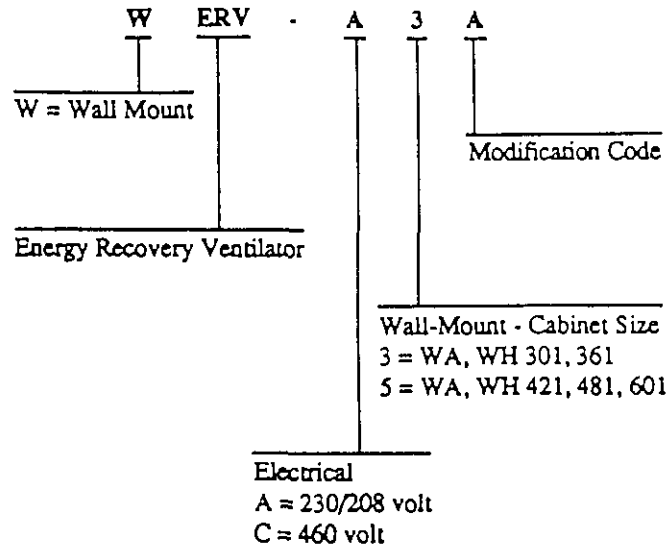 W ERV - A 3 A
W = Wall Mount
Modification Code
Energy Recovery Ventilator
Wall-Mount - Cabinet Size
3 = WA, WH 301, 361
5 = WA, WH 421, 481, 601
Electrical
A = 230/208 volt
C = 460 volt